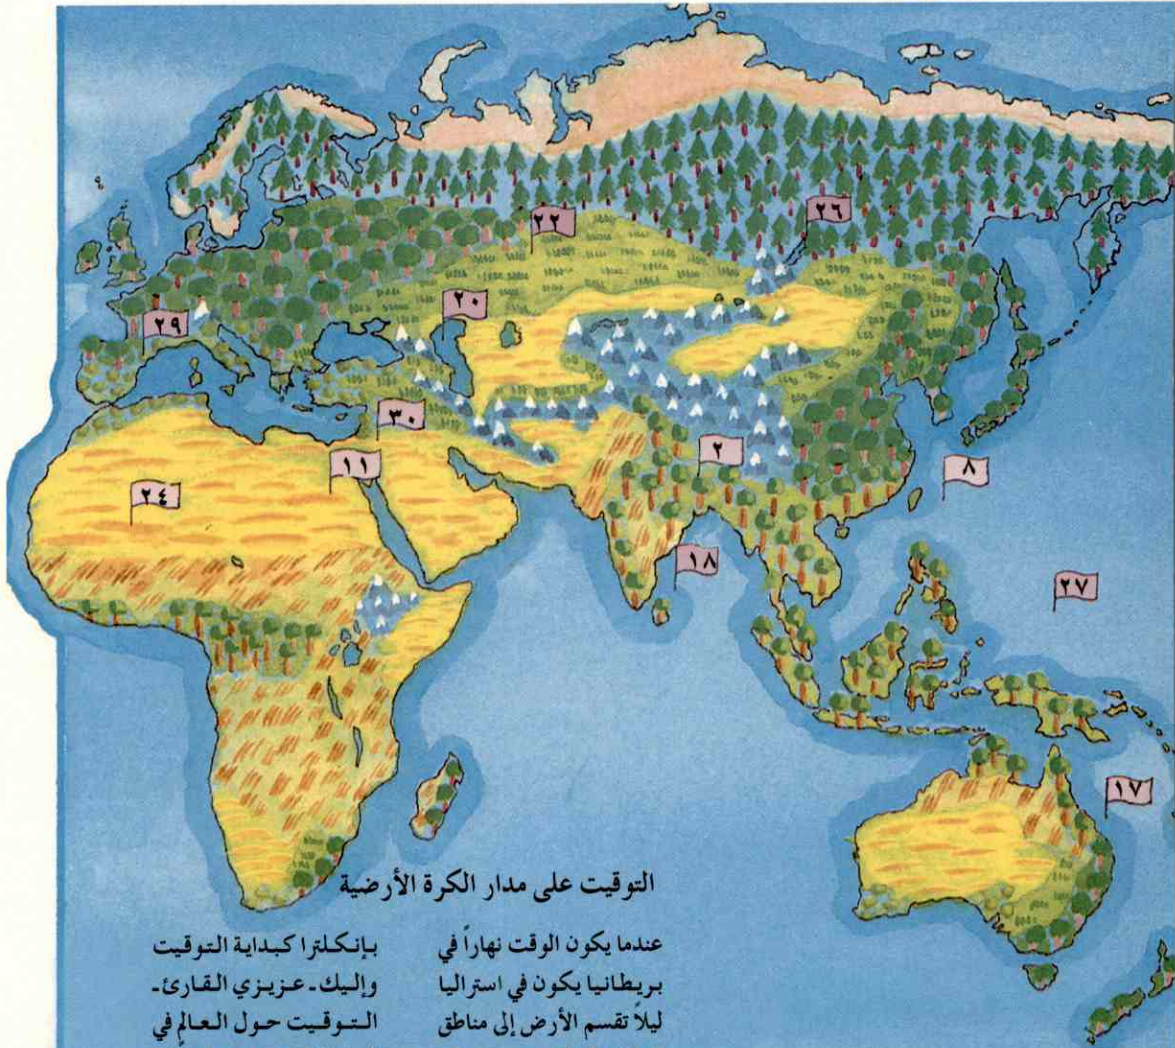 ٢٢
٢٦
٢٠
٢٩
٣٠
١١
٢
٨
٢٤
١٨
٢٧
١٧
التوقيت على مدار الكرة الأرضية
عندما يكون الوقت نهاراً في
بريطانيا يكون في استراليا
ليلاً تقسم الأرض إلى مناطق
بإنكلترا كبداية التوقيت
وإليك ـ عزيزي القارئ ـ
التوقيت حول العالم في